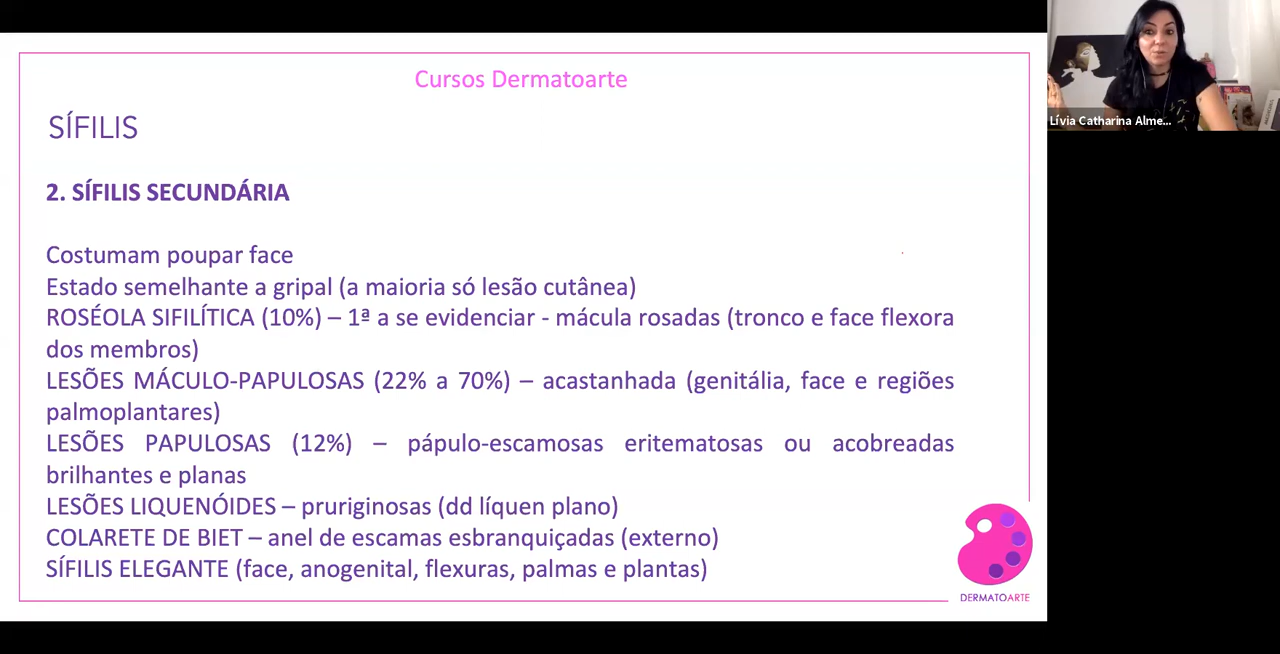 Cursos Dermatoarte
SÍFILIS
2. SÍFILIS SECUNDÁRIA
Costumam poupar face
Estado semelhante a gripal (a maioria só lesão cutânea)
ROSÉOLA SIFILÍTICA (10%) – 1ª a se evidenciar - mácula rosadas (tronco e face flexora
dos membros)
LESÕES MÁCULO-PAPULOSAS (22% a 70%) – acastanhada (genitália, face e regiões
palmoplantares)
LESÕES PAPULOSAS (12%) – pápulo-escamosas eritematosas ou acobreadas
brilhantes e planas
LESÕES LIQUENÓIDES – pruriginosas (dd líquen plano)
COLARETE DE BIET – anel de escamas esbranquiçadas (externo)
SÍFILIS ELEGANTE (face, anogenital, flexuras, palmas e plantas)
DERMATOARTE
Lívia Catharina Alme...